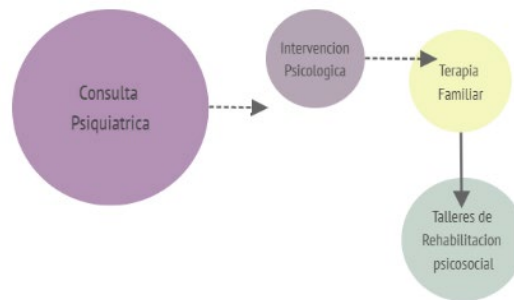 Consulta
Psiquiatrica
Intervencion
Psicologica
Terapia
Familiar
Talleres de
Rehabilitacion
psicosocial